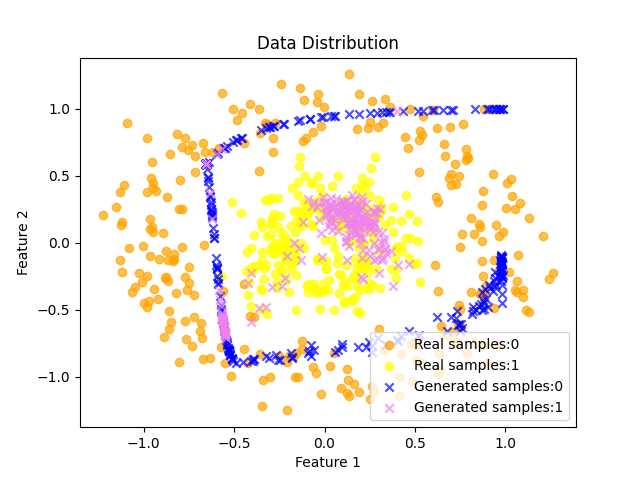 Data Distribution
Feature 2
1.0
0.5
0.0
−0.5
−1.0
Real samples:0
Real samples:1
Generated samples:0
Generated samples:1
−1.0 −0.5 0.0 0.5 1.0
Feature 1